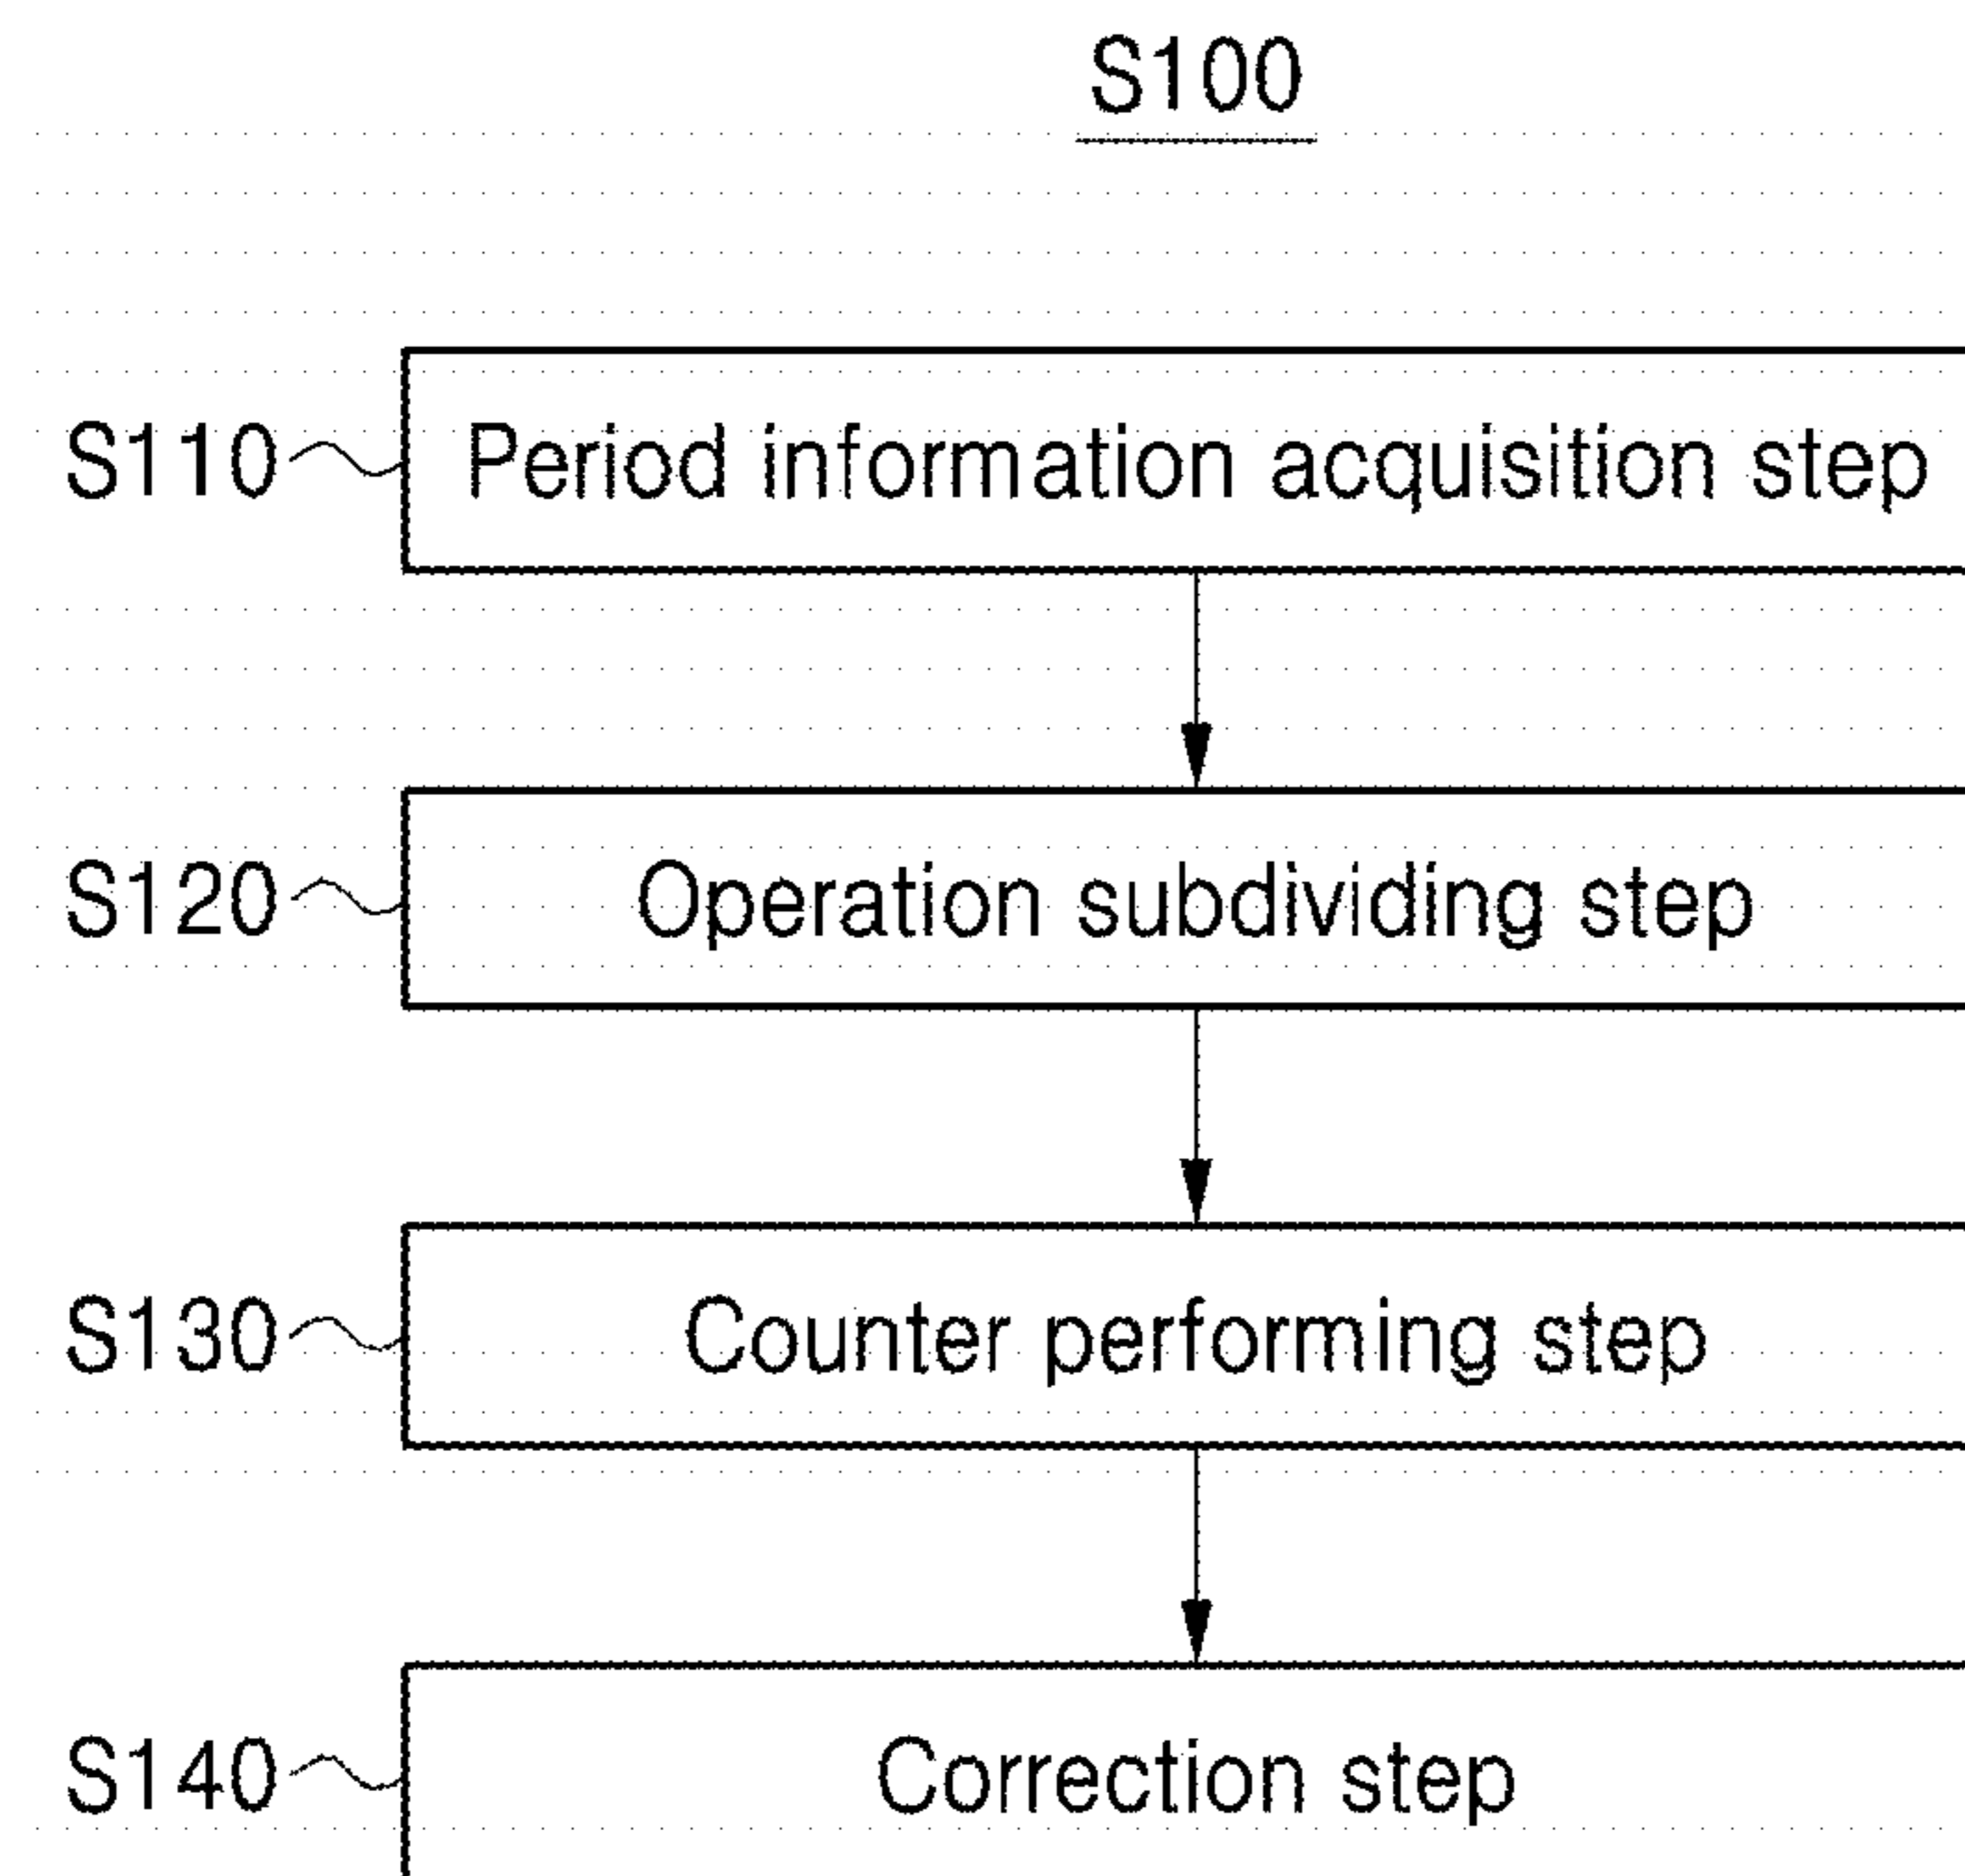 S100
S110 Period information acquisition step
S120 Operation subdividing step
S130 Counter performing step
S140 Correction step